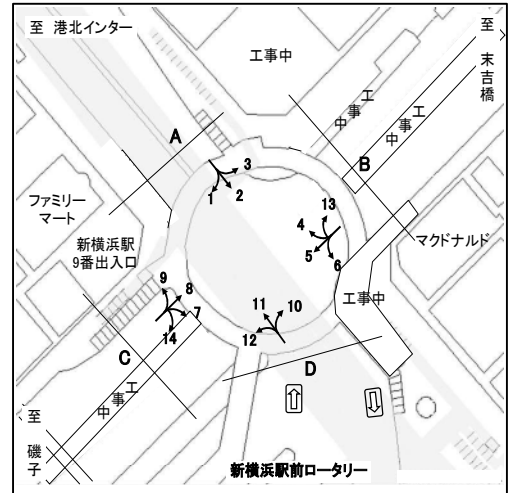 至 港北インター
工事中
至 末吉橋
工事中
工事中
A
B
3
1
2
13
4
5
6
ファミリー
マート
新横浜駅
9番出入口
マクドナルド
9
8
7
14
11
10
12
工事中
C
D
工事中
至 磯子
新横浜駅前ロータリー